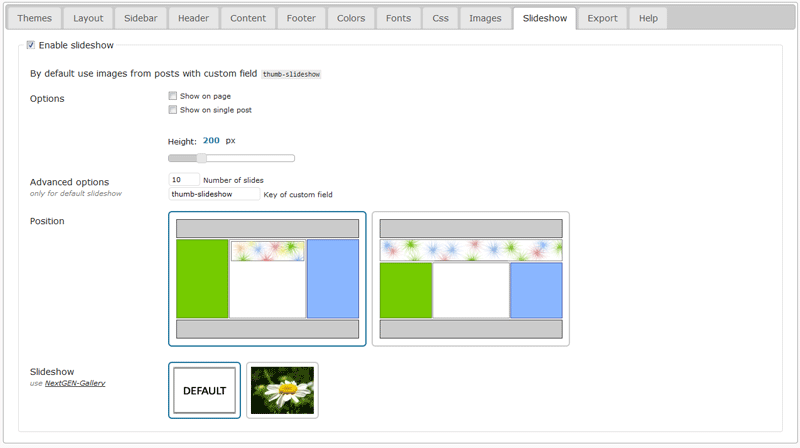 Themes Layout Sidebar Header Content Footer Colors Fonts Css Images Slideshow Export Help
Enable slideshow
By default use images from posts with custom field thumb-slideshow
Options
Show on page
Show on single post
Height: 200 px
Advanced options
only for default slideshow
10 Number of slides
thumb-slideshow Key of custom field
Position
Slideshow
use NextGEN-Gallery
DEFAULT